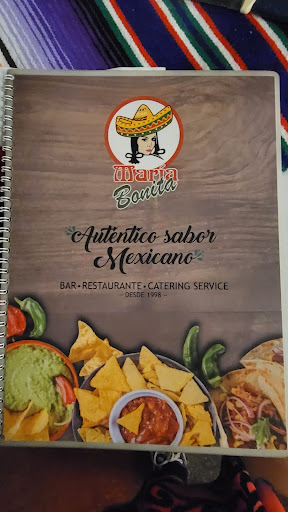 María
Bonita
Auténtico sabor
Mexicano
BAR • RESTAURANTE • CATERING SERVICE
— DESDE 1998 —